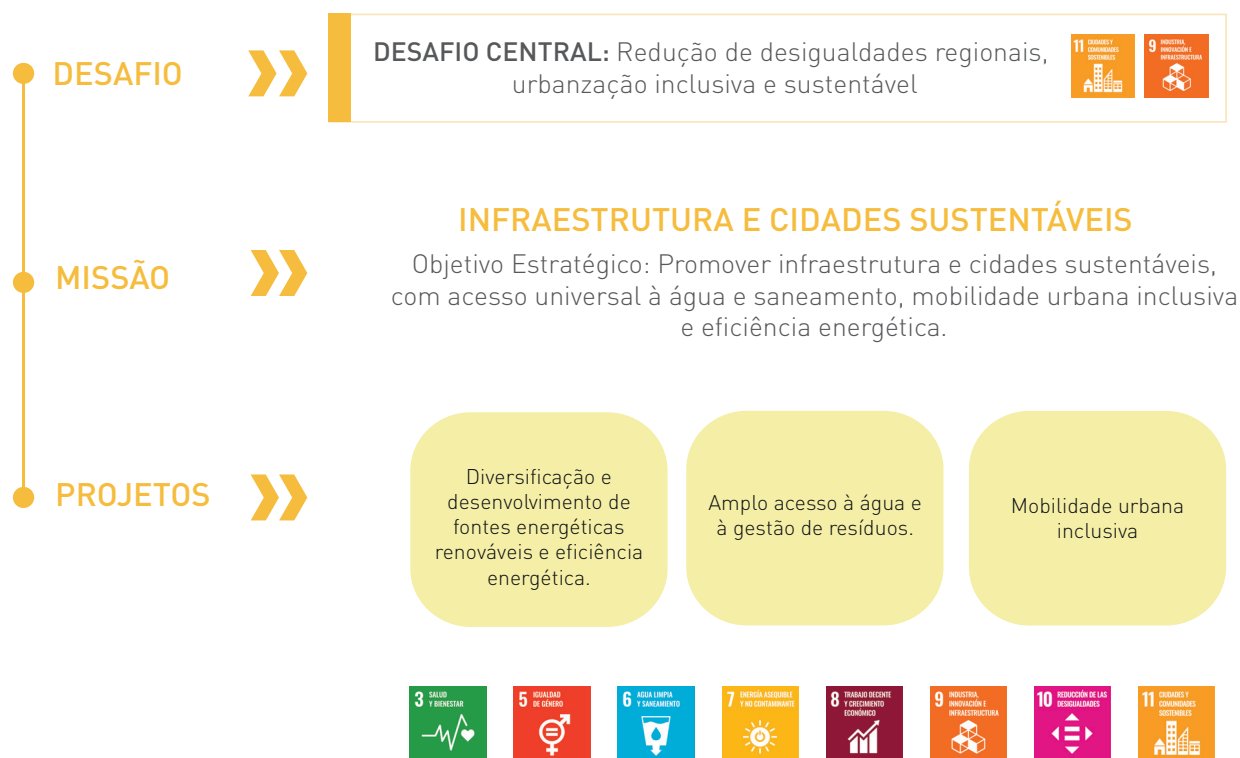 DESAFIO
DESAFIO CENTRAL: Redução de desigualdades regionais,
urbanzação inclusiva e sustentável
11 CIUDADES Y
COMUNIDADES
SOSTENIBLES
9 INDUSTRIA,
INNOVACIÓN E
INFRAESTRUCTURA
MISSÃO
INFRAESTRUTURA E CIDADES SUSTENTÁVEIS
Objetivo Estratégico: Promover infraestrutura e cidades sustentáveis,
com acesso universal à água e saneamento, mobilidade urbana inclusiva
e eficiência energética.
PROJETOS
Diversificação e
desenvolvimento de
fontes energéticas
renováveis e eficiência
energética.
Amplo acesso à água e
à gestão de resíduos.
Mobilidade urbana
inclusiva
3 SALUD
Y BIENESTAR
5 IGUALDAD
DE GÉNERO
6 AGUA LIMPIA
Y SANEAMIENTO
7 ENERGÍA ASEQUIBLE
Y NO CONTAMINANTE
8 TRABAJO DECENTE
Y CRECIMIENTO
ECONÓMICO
9 INDUSTRIA,
INNOVACIÓN E
INFRAESTRUCTURA
10 REDUCCIÓN DE LAS
DESIGUALDADES
11 CIUDADES Y
COMUNIDADES
SOSTENIBLES